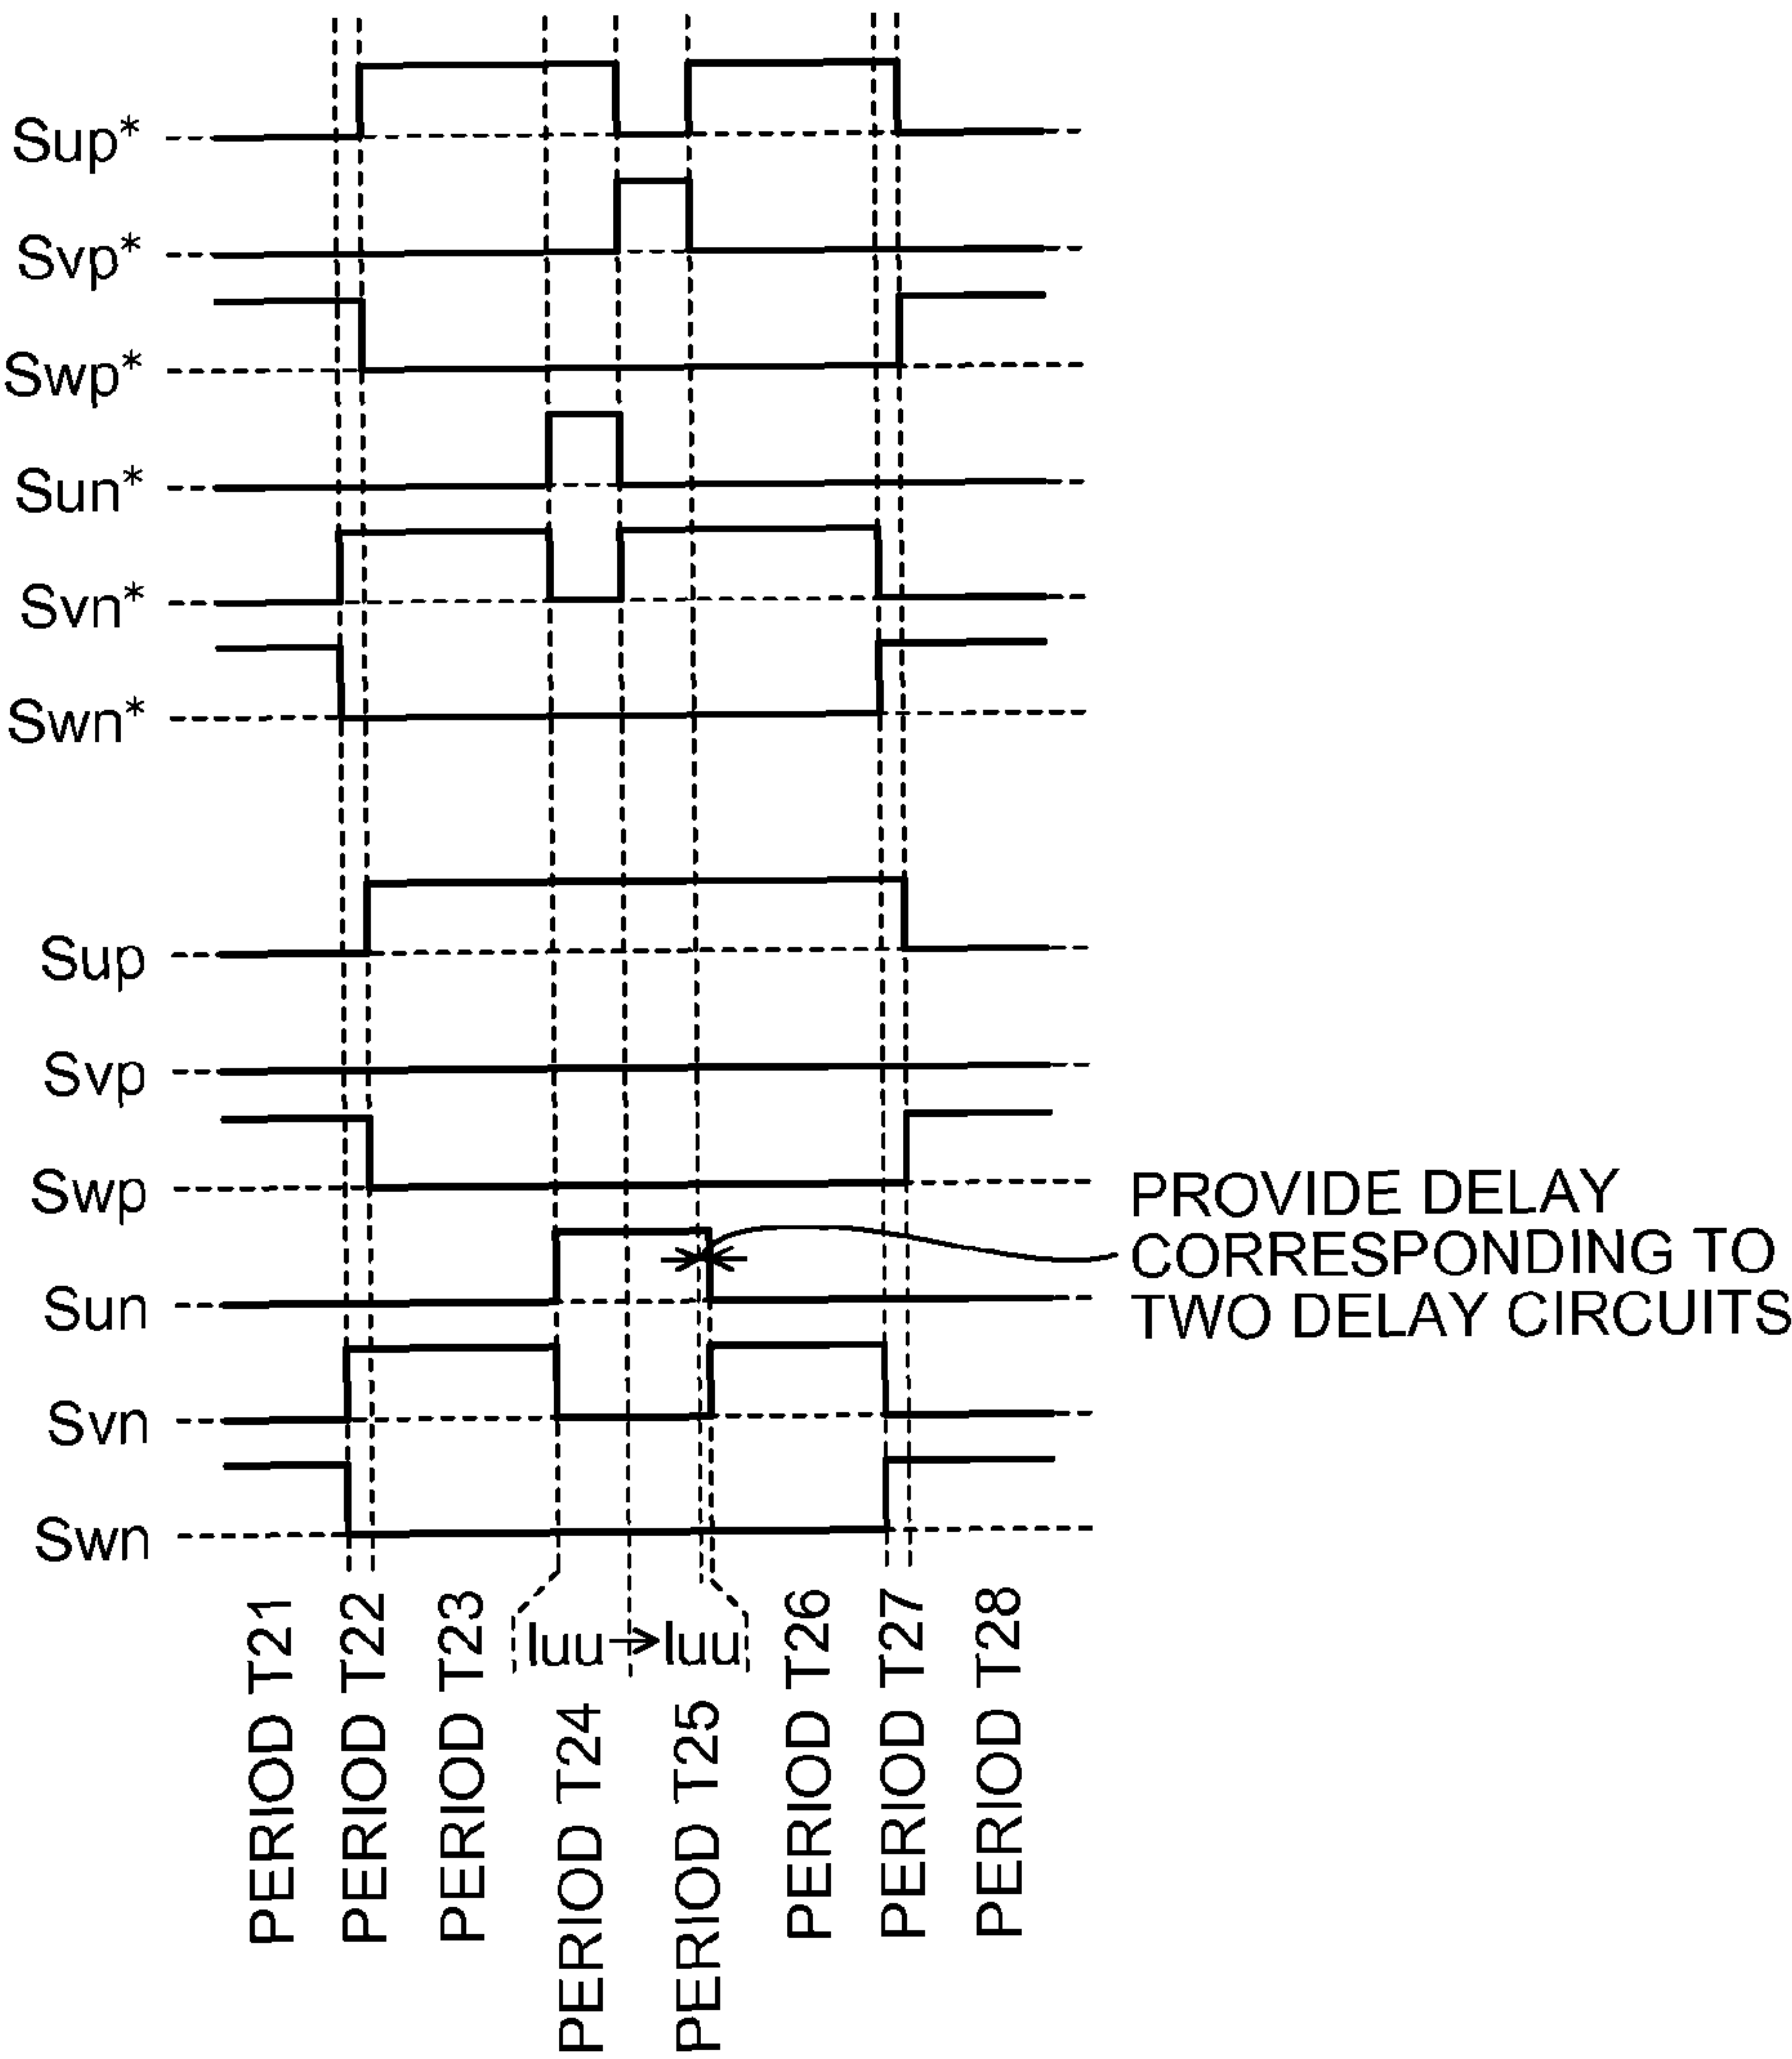 Sup*
Svp*
Swp*
Sun*
Svn*
Swn*
Sup
Svp
Swp
Sun
Svn
Swn
PROVIDE DELAY
CORRESPONDING TO
TWO DELAY CIRCUITS
PERIOD T21
PERIOD T22
PERIOD T23
Iuu→Iuu
PERIOD T24
PERIOD T25
PERIOD T26
PERIOD T27
PERIOD T28